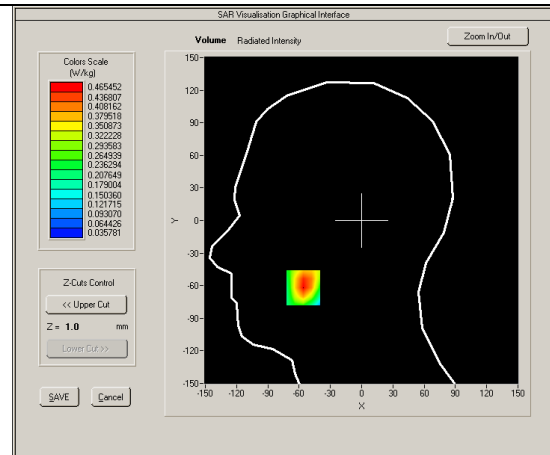 SAR Visualisation Graphical Interface
Volume Radiated Intensity
Zoom In/Out
Colors Scale
(W/kg)
0.465452
0.436807
0.408162
0.379518
0.350873
0.322228
0.293583
0.264939
0.236294
0.207649
0.179004
0.150360
0.121715
0.093070
0.064426
0.035781
Z-Cuts Control
<< Upper Cut
Z = 1.0 mm
Lower Cut >>
SAVE
Cancel
150
120
90
60
30
Y 0
-30
-60
-90
-120
-150
-150 -120 -90 -60 -30 0 30 60 90 120 150
X